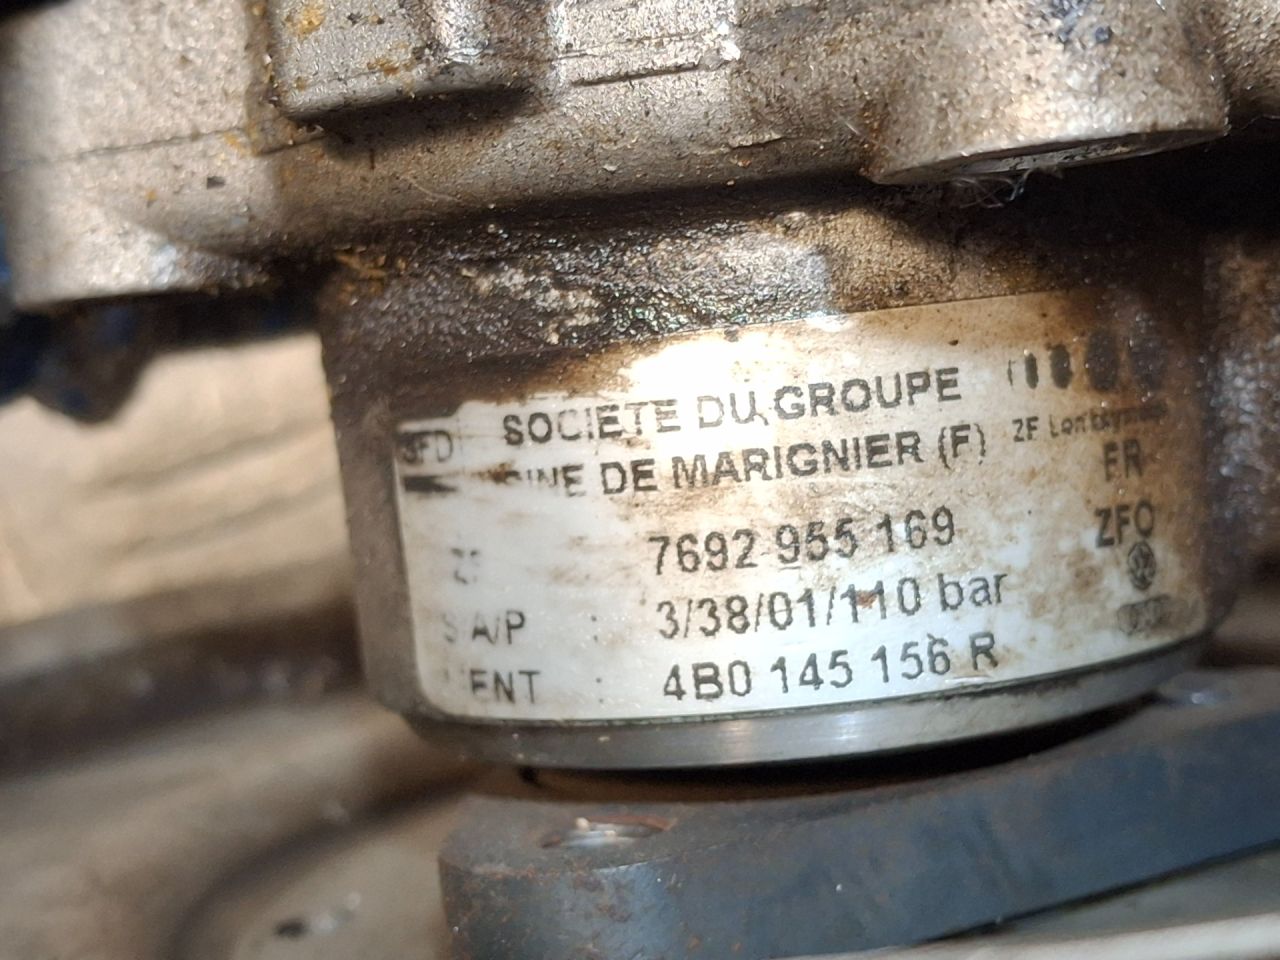 SFD SOCIETE DU GROUPE
DE MARIGNIER (F)
ZF
FR
7692 955 169 ZFO
A/P : 3/38/01/110 bar
ENT : 4B0 145 156 R